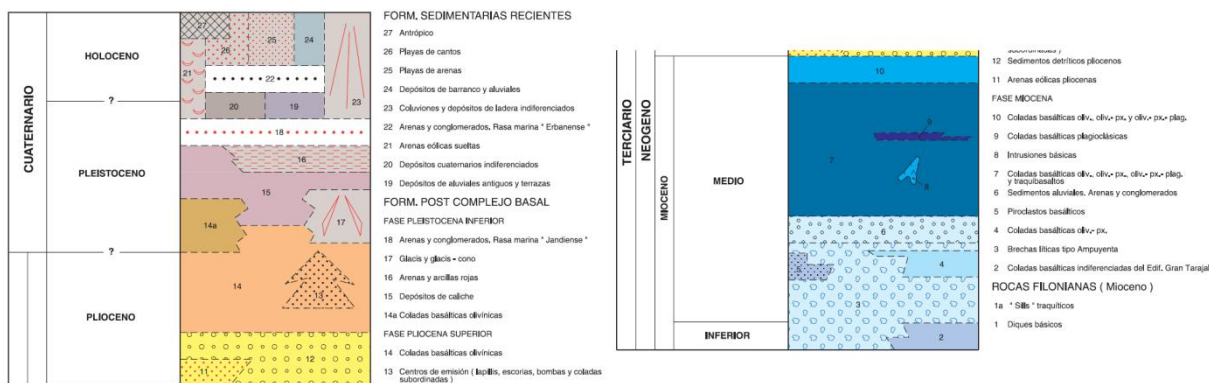 CUATERNARIO
HOLOCENO
?
PLEISTOCENO
?
PLIOCENO
27
26
25
24
21
22
23
20
19
18
16
15
17
14a
14
13
12
11
FORM. SEDIMENTARIAS RECIENTES
27 Antrópico
26 Playas de cantos
25 Playas de arenas
24 Depósitos de barranco y aluviales
23 Coluviones y depósitos de ladera indiferenciados
22 Arenas y conglomerados. Rasa marina " Erbanense "
21 Arenas eólicas sueltas
20 Depósitos cuaternarios indiferenciados
19 Depósitos de aluviales antiguos y terrazas
FORM. POST COMPLEJO BASAL
FASE PLEISTOCENA INFERIOR
18 Arenas y conglomerados. Rasa marina " Jandiense "
17 Glacis y glacis - cono
16 Arenas y arcillas rojas
15 Depósitos de caliche
14a Coladas basálticas olivínicas
FASE PLIOCENA SUPERIOR
14 Coladas basálticas olivínicas
13 Centros de emisión ( lapillis, escorias, bombas y coladas
subordinadas )
TERCIARIO
NEOGENO
MIOCENO
MEDIO
INFERIOR
10
9
7
8
6
5
4
3
2
subordinadas )
12 Sedimentos detríticos pliocenos
11 Arenas eólicas pliocenas
FASE MIOCENA
10 Coladas basálticas oliv., oliv.- px. y oliv.- px.- plag.
9 Coladas basálticas plagioclásicas
8 Intrusiones básicas
7 Coladas basálticas oliv., oliv.- px., oliv.- px.- plag.
y traquibasaltos
6 Sedimentos aluviales. Arenas y conglomerados
5 Piroclastos basálticos
4 Coladas basálticas oliv.- px.
3 Brechas líticas tipo Ampuyenta
2 Coladas basálticas indiferenciadas del Edif. Gran Tarajal
ROCAS FILONIANAS ( Mioceno )
1a " Sills " traquíticos
1 Diques básicos